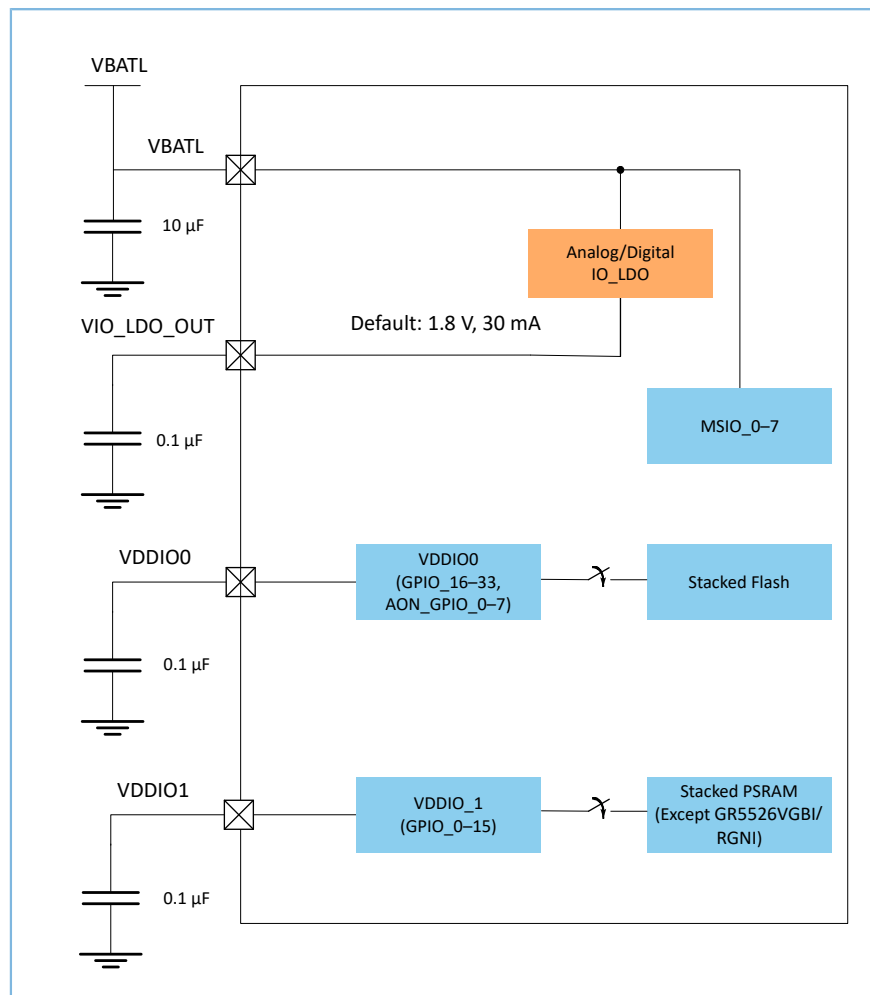 VBATL
VBATL
10 µF
Analog/Digital
IO_LDO
VIO_LDO_OUT
Default: 1.8 V, 30 mA
0.1 µF
MSIO_0–7
VDDIO0
VDDIO0
(GPIO_16–33,
AON_GPIO_0–7)
Stacked Flash
0.1 µF
VDDIO1
VDDIO_1
(GPIO_0–15)
Stacked PSRAM
(Except GR5526VGBI/
RGNI)
0.1 µF